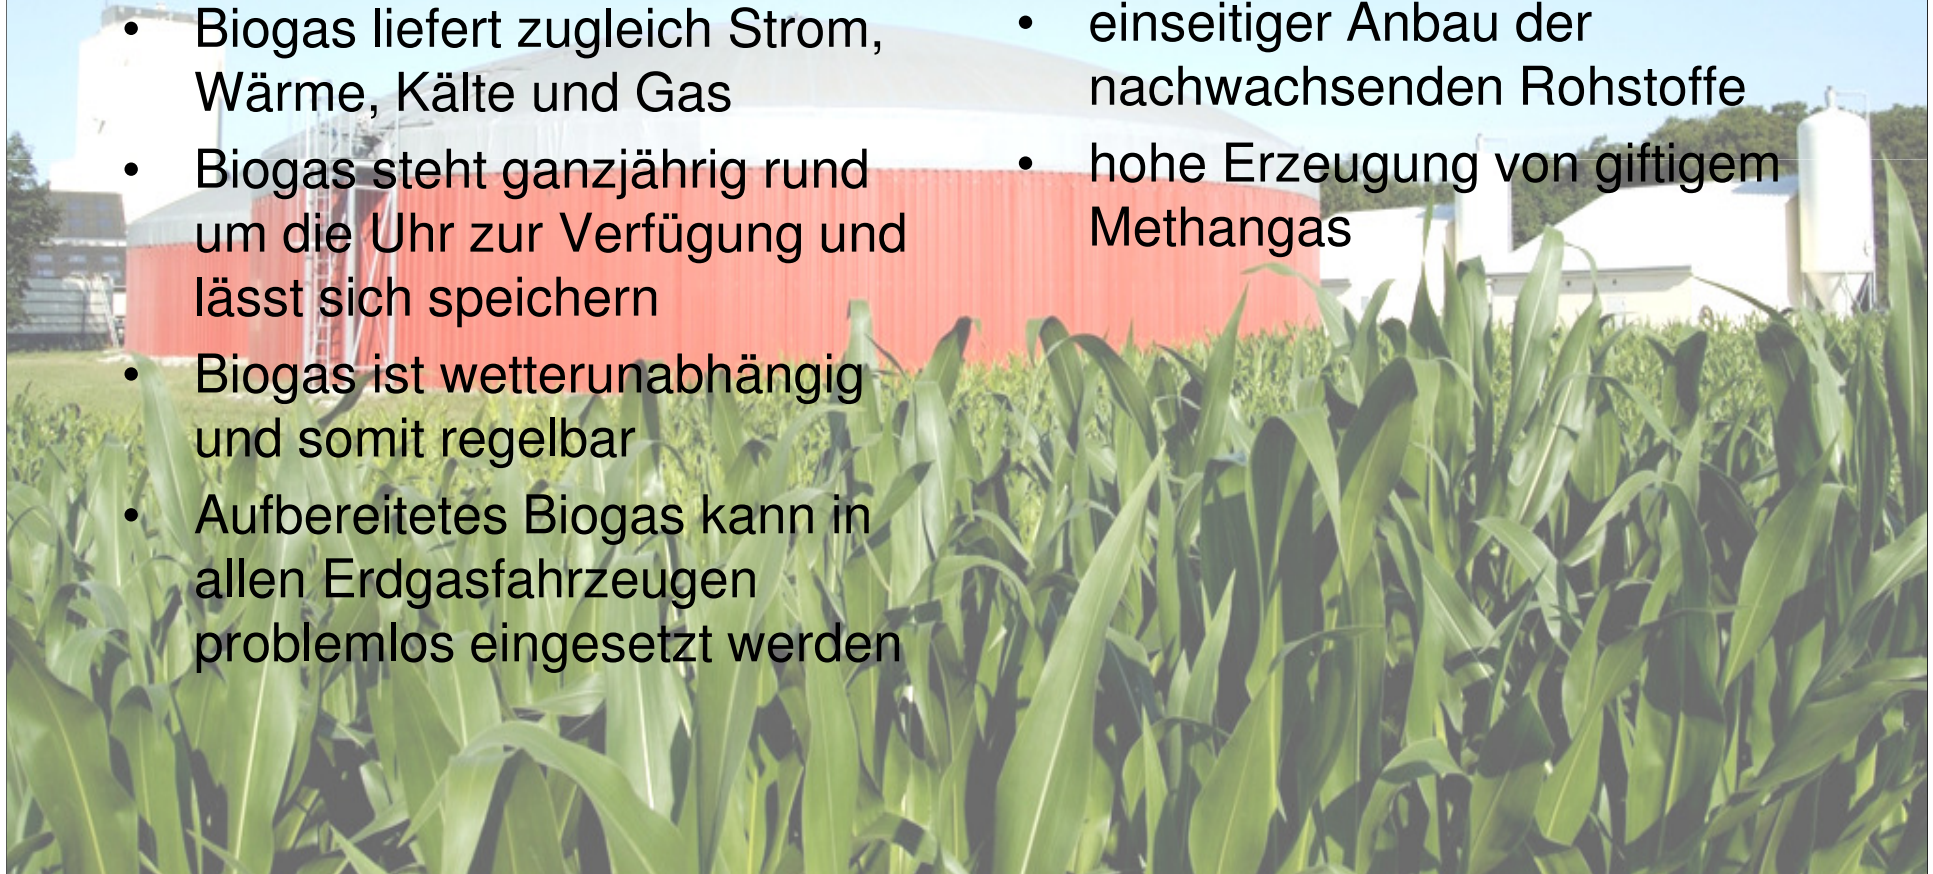 • Biogas liefert zugleich Strom,
Wärme, Kälte und Gas
• Biogas steht ganzjährig rund
um die Uhr zur Verfügung und
lässt sich speichern
• Biogas ist wetterunabhängig
und somit regelbar
• Aufbereitetes Biogas kann in
allen Erdgasfahrzeugen
problemlos eingesetzt werden
• einseitiger Anbau der
nachwachsenden Rohstoffe
• hohe Erzeugung von giftigem
Methangas